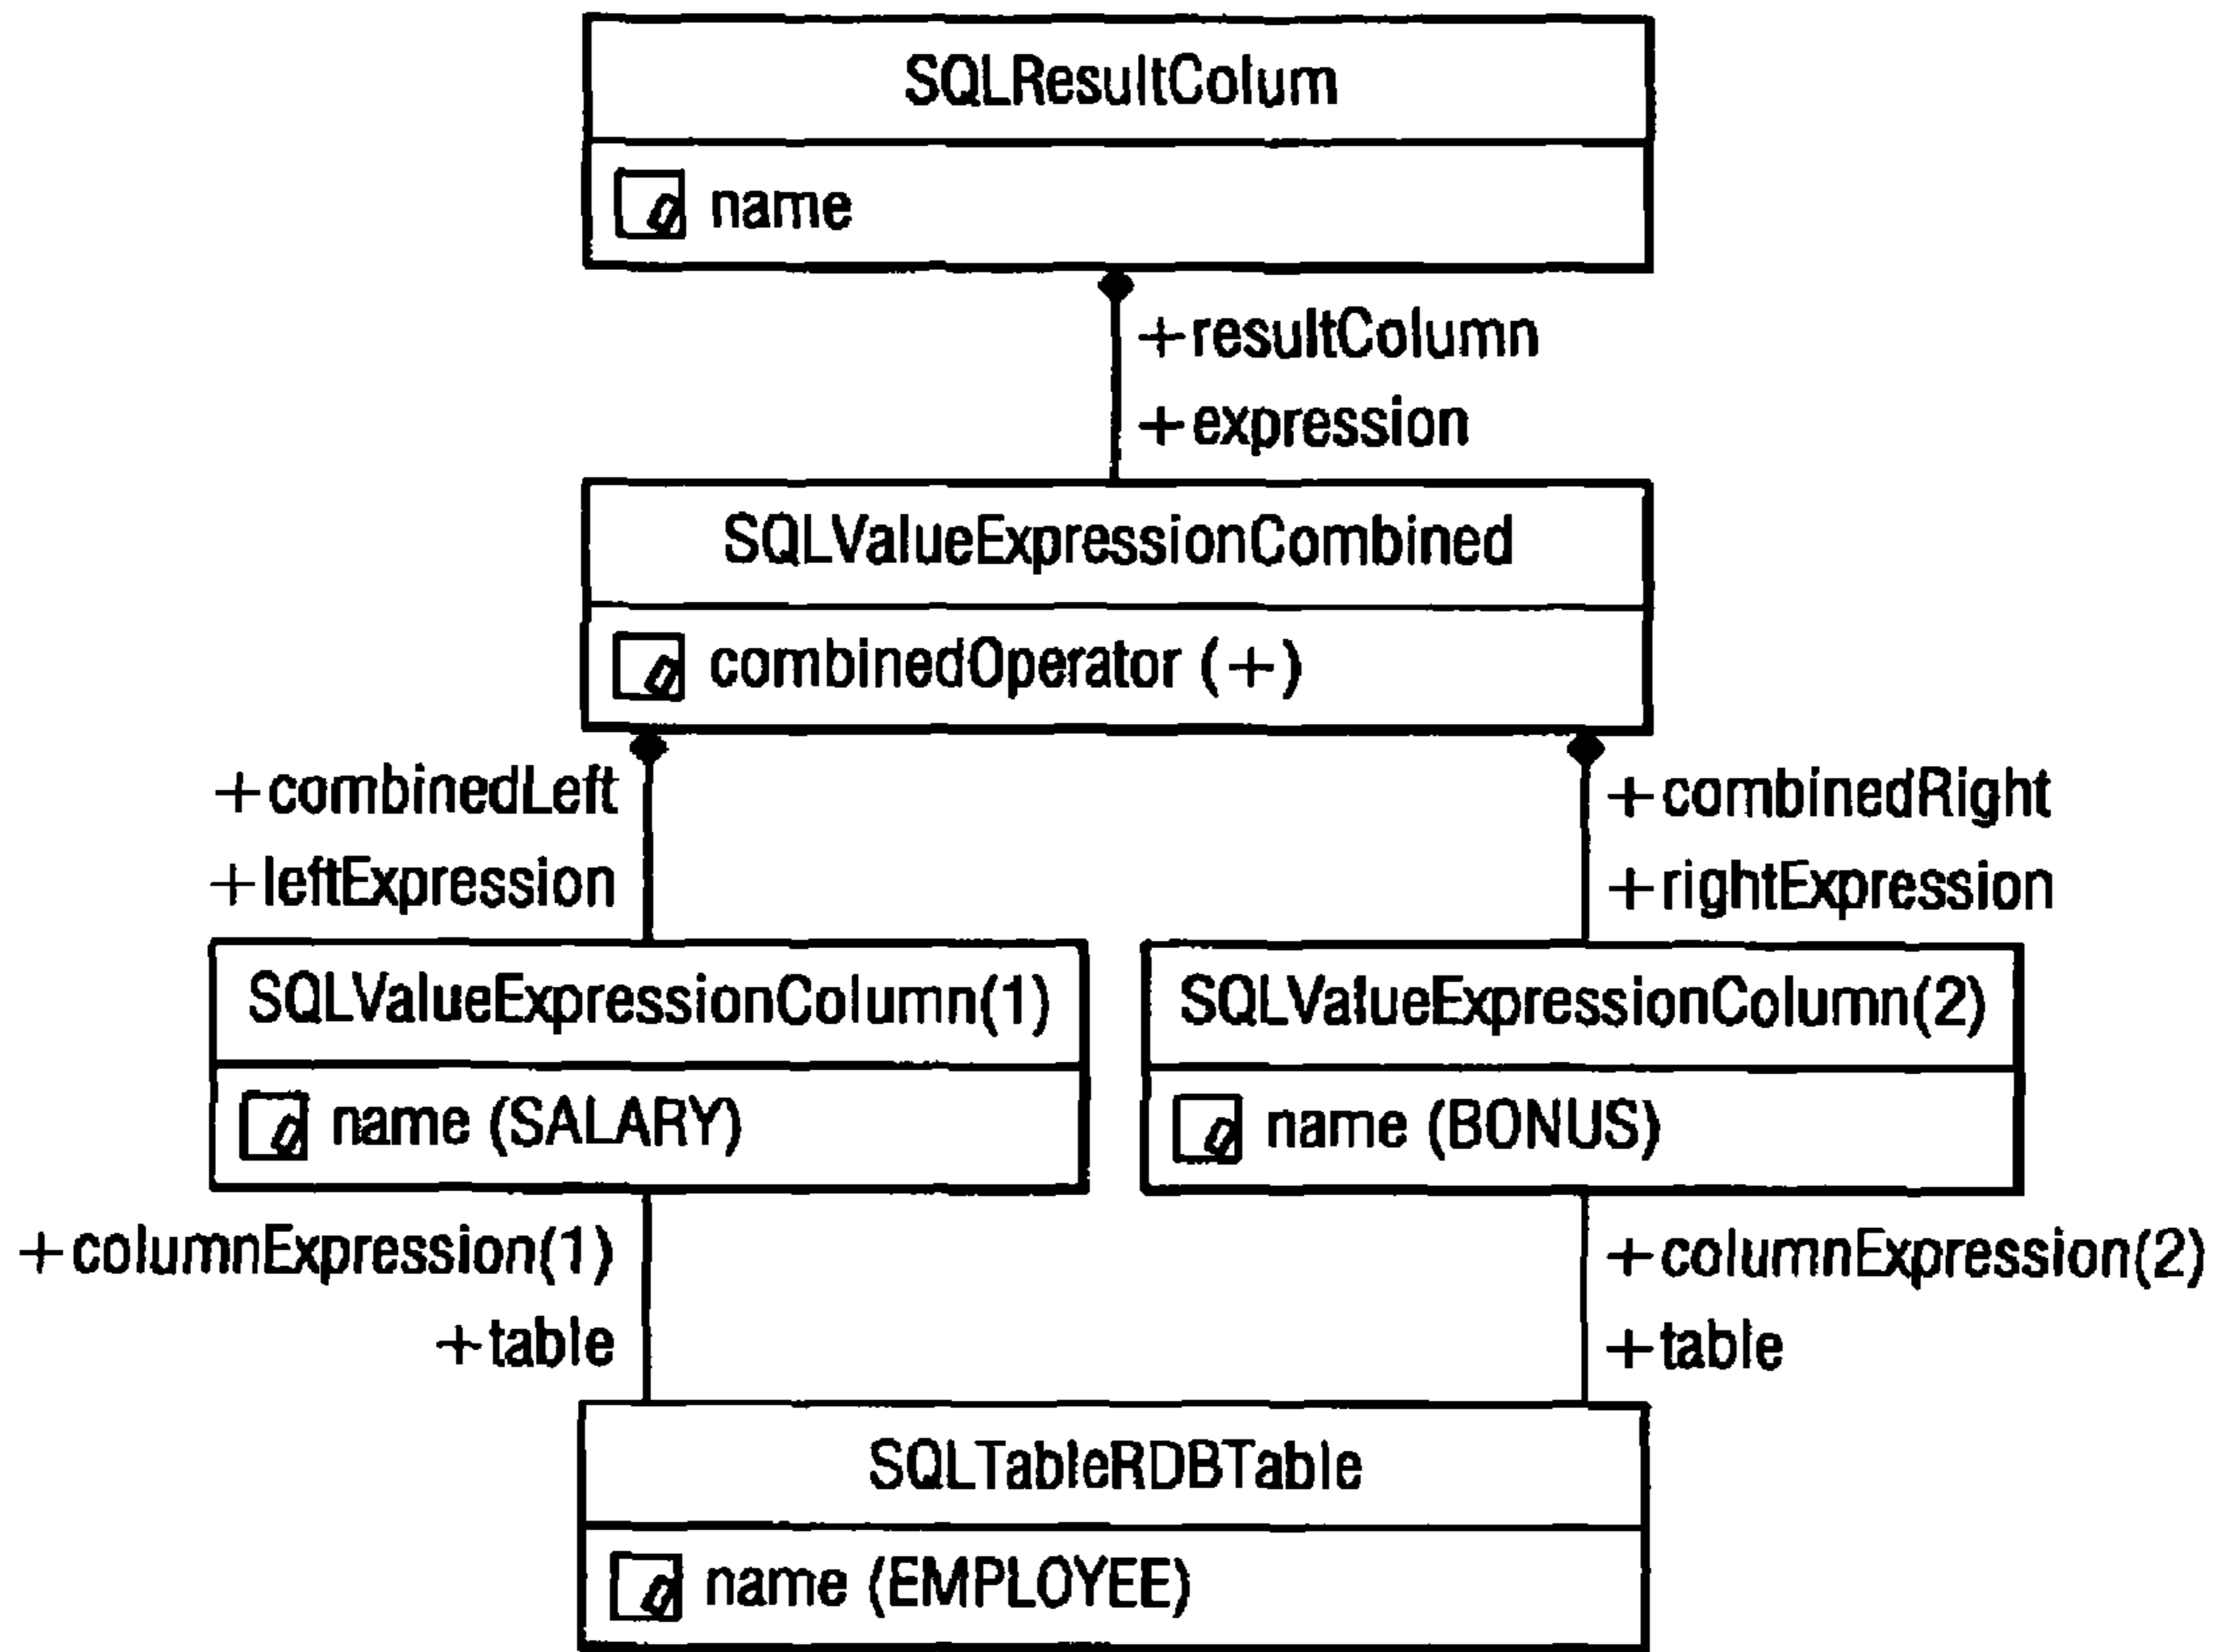 SQLResultColum
name
+resultColumn
+expression
SQLValueExpressionCombined
combinedOperator (+)
+combinedLeft
+combinedRight
+leftExpression
+rightExpression
SQLValueExpressionColumn(1)
SQLValueExpressionColumn(2)
name (SALARY)
name (BONUS)
+columnExpression(1)
+columnExpression(2)
+table
+table
SQLTableRDBTable
name (EMPLOYEE)